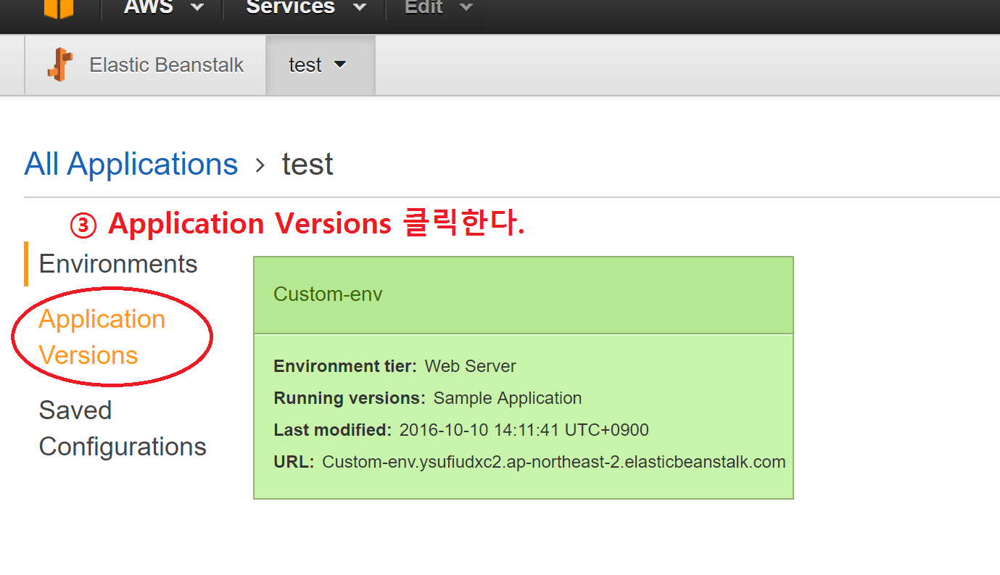 AWS Services Edit
Elastic Beanstalk test
All Applications › test
③ Application Versions 클릭한다.
Environments
Application
Versions
Saved
Configurations
Custom-env
Environment tier: Web Server
Running versions: Sample Application
Last modified: 2016-10-10 14:11:41 UTC+0900
URL: Custom-env.ysufiudxc2.ap-northeast-2.elasticbeanstalk.com